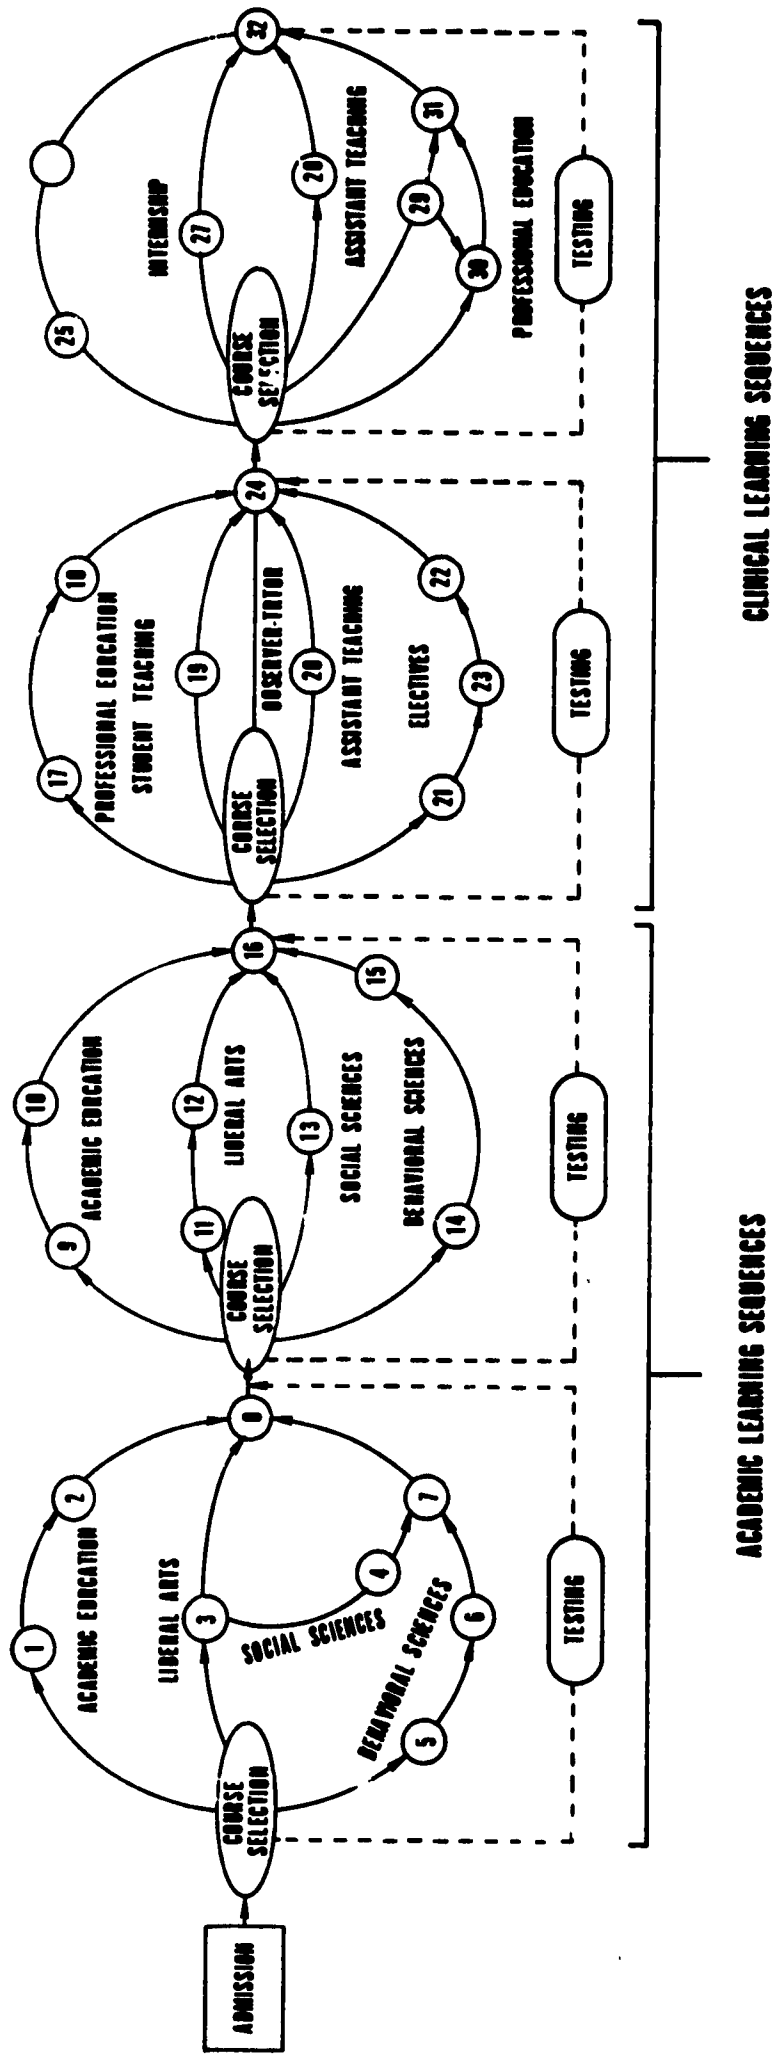 ADMISSION
COURSE
SELECTION
1
2
ACADEMIC EDUCATION
LIBERAL ARTS
3
SOCIAL SCIENCES
4
BEHAVIORAL SCIENCES
5
6
7
8
TESTING
COURSE
SELECTION
9
10
ACADEMIC EDUCATION
11
12
LIBERAL ARTS
13
SOCIAL SCIENCES
BEHAVIORAL SCIENCES
14
15
16
TESTING
ACADEMIC LEARNING SEQUENCES
COURSE
SELECTION
17
18
PROFESSIONAL EDUCATION
STUDENT TEACHING
19
OBSERVER-TUTOR
20
ASSISTANT TEACHING
ELECTIVES
21
23
22
24
TESTING
COURSE
SELECTION
25
INTERNSHIP
27
28
ASSISTANT TEACHING
29
30
31
PROFESSIONAL EDUCATION
32
TESTING
CLINICAL LEARNING SEQUENCES